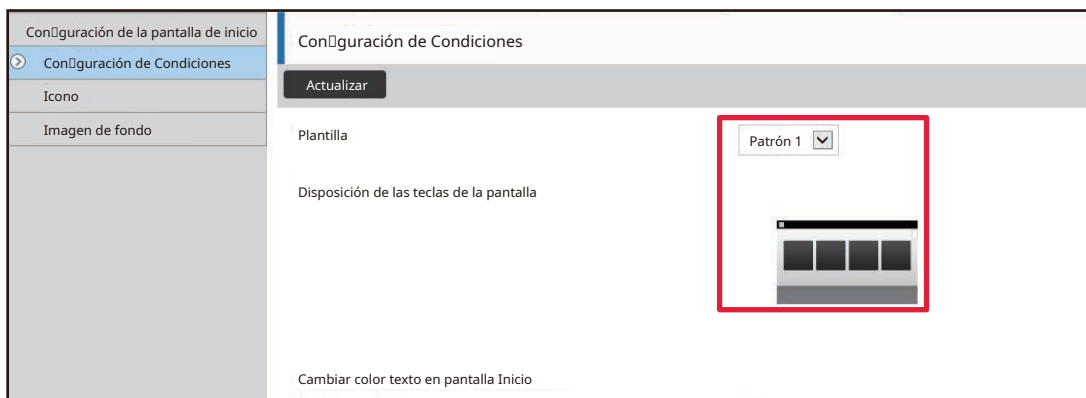 Con▯guración de la pantalla de inicio
Con▯guración de Condiciones
Icono
Imagen de fondo
Con▯guración de Condiciones
Actualizar
Plantilla
Patrón 1
Disposición de las teclas de la pantalla
Cambiar color texto en pantalla Inicio